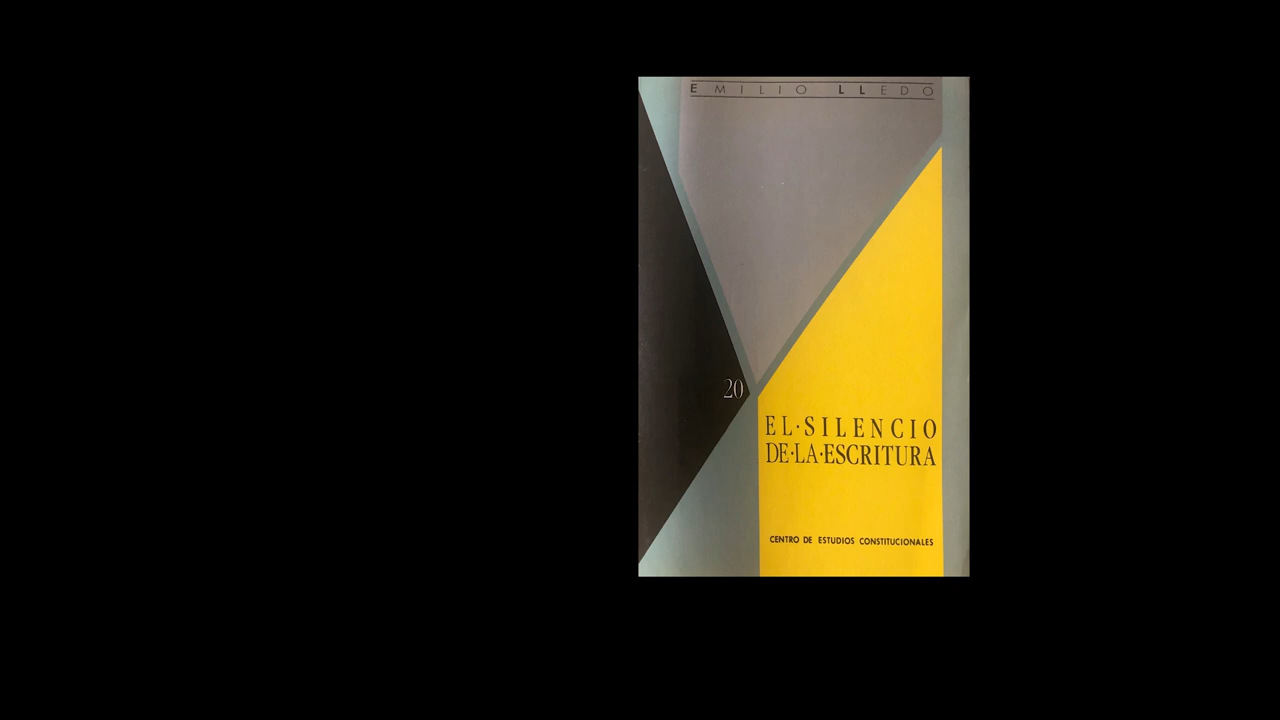 EMILIO LLEDO
20
EL·SILENCIO
DE·LA·ESCRITURA
CENTRO DE ESTUDIOS CONSTITUCIONALES